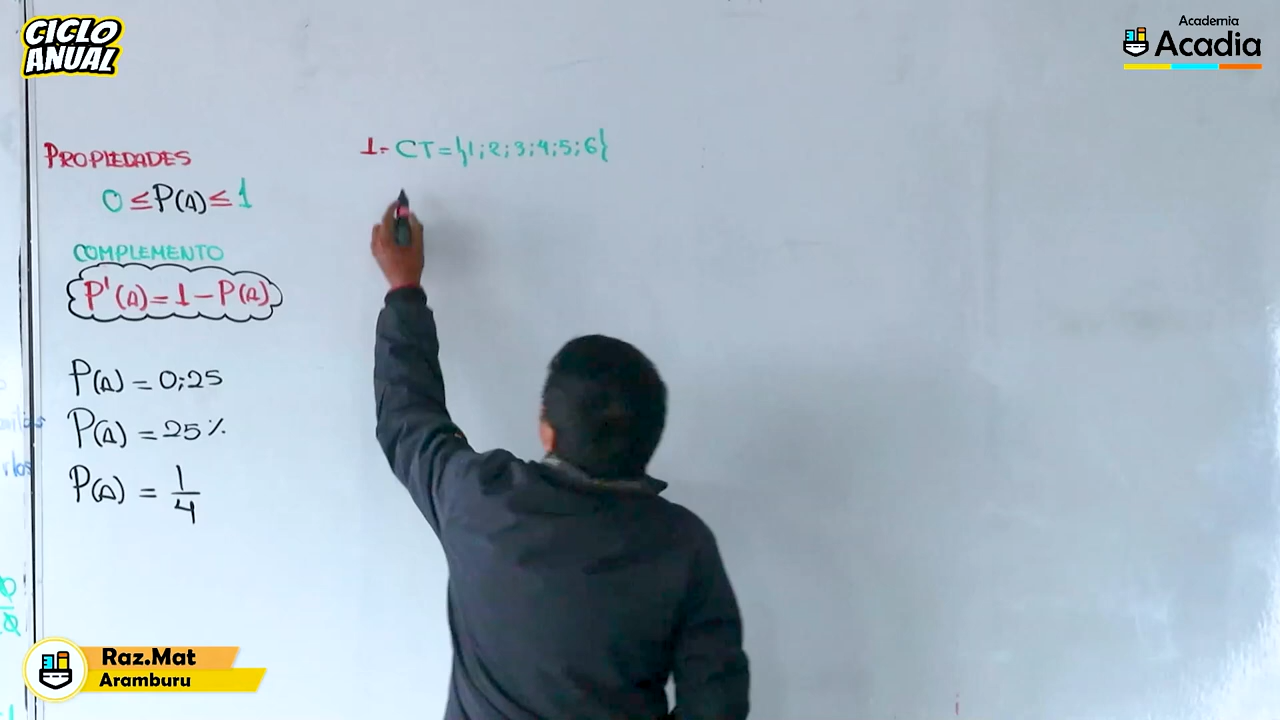 CICLO
ANUAL
Academia
Acadia
PROPIEDADES
0 ≤ P(A) ≤ 1
COMPLEMENTO
P'(A) = 1 - P(A)
P(A) = 0;25
P(A) = 25%
P(A) = 1/4
1.- CT = {1;2;3;4;5;6}
Raz.Mat
Aramburu